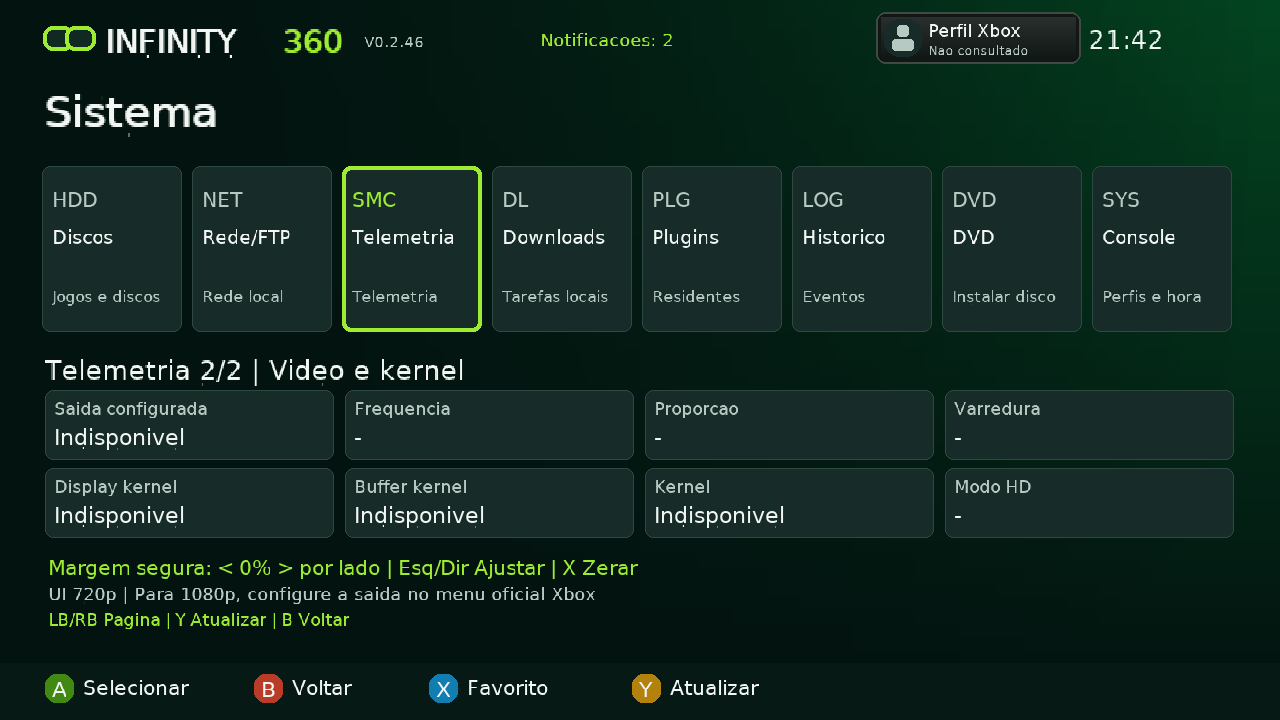 INFINITY 360 V0.2.46 Notificacoes: 2 Perfil Xbox 21:42
Nao consultado
Sistema
HDD NET SMC DL PLG LOG DVD SYS
Discos Rede/FTP Telemetria Downloads Plugins Historico DVD Console
Jogos e discos Rede local Telemetria Tarefas locais Residentes Eventos Instalar disco Perfis e hora
Telemetria 2/2 | Video e kernel
Saida configurada Frequencia Proporcao Varredura
Indisponivel - - -
Display kernel Buffer kernel Kernel Modo HD
Indisponivel Indisponivel Indisponivel -
Margem segura: < 0% > por lado | Esq/Dir Ajustar | X Zerar
UI 720p | Para 1080p, configure a saida no menu oficial Xbox
LB/RB Pagina | Y Atualizar | B Voltar
A Selecionar B Voltar X Favorito Y Atualizar